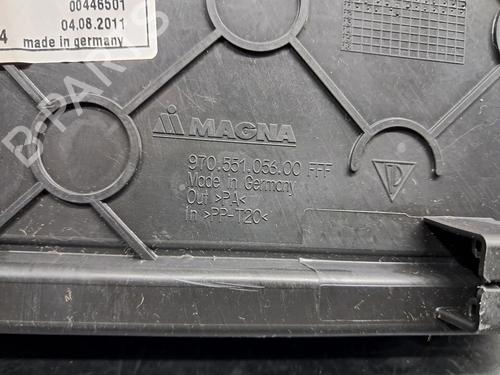 00446501
04.08.2011
4
made in germany
MAGNA
970.551.056.00 FFF
Made in Germany
Out >PA<
In >PP-T20<
D
B-PARTS